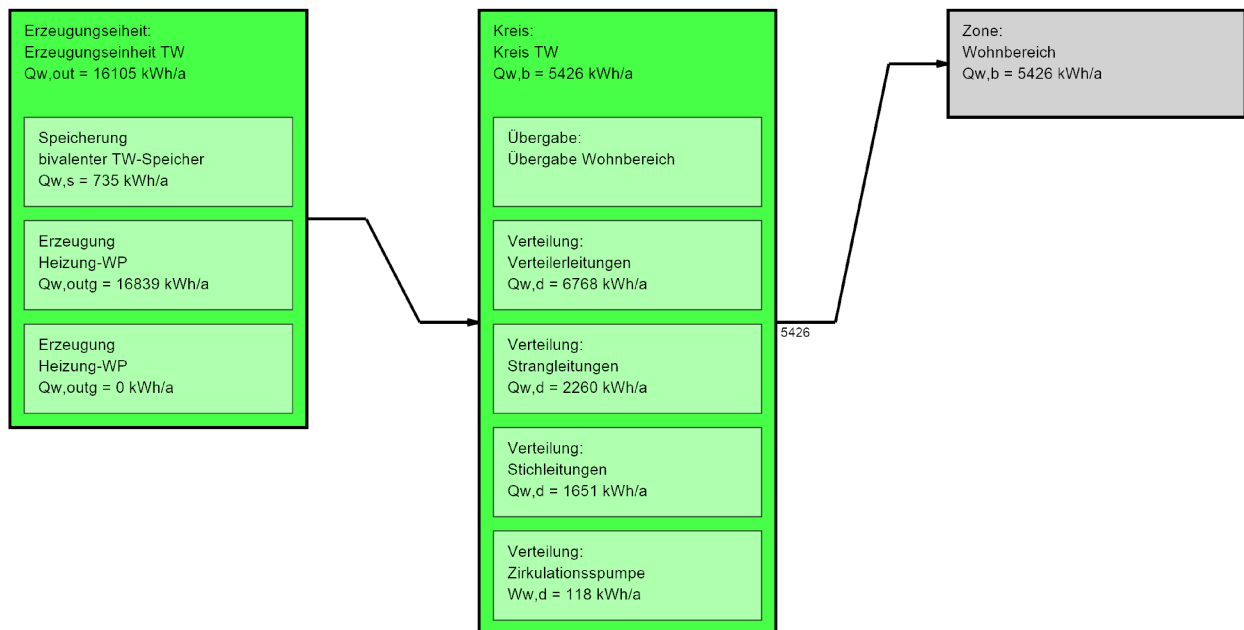 Erzeugungseiheit:
Erzeugungseinheit TW
Qw,out = 16105 kWh/a
Speicherung
bivalenter TW-Speicher
Qw,s = 735 kWh/a
Erzeugung
Heizung-WP
Qw,outg = 16839 kWh/a
Erzeugung
Heizung-WP
Qw,outg = 0 kWh/a
Kreis:
Kreis TW
Qw,b = 5426 kWh/a
Übergabe:
Übergabe Wohnbereich
Verteilung:
Verteilerleitungen
Qw,d = 6768 kWh/a
Verteilung:
Strangleitungen
Qw,d = 2260 kWh/a
Verteilung:
Stichleitungen
Qw,d = 1651 kWh/a
Verteilung:
Zirkulationsspumpe
Ww,d = 118 kWh/a
5426
Zone:
Wohnbereich
Qw,b = 5426 kWh/a